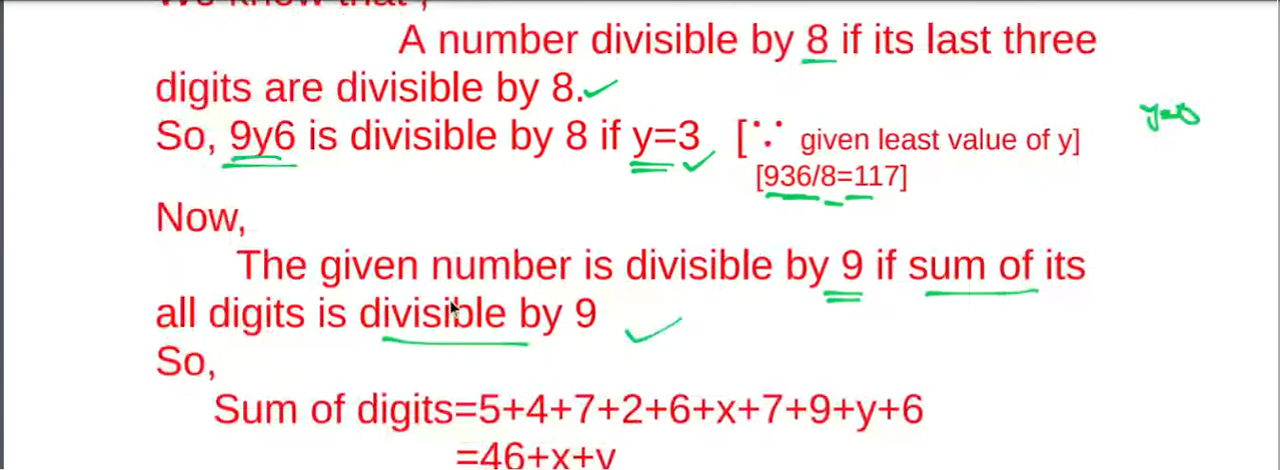 We know that ,
A number divisible by 8 if its last three
digits are divisible by 8.
So, 9y6 is divisible by 8 if y=3 [∵ given least value of y]
[936/8=117]
Now,
The given number is divisible by 9 if sum of its
all digits is divisible by 9
So,
Sum of digits=5+4+7+2+6+x+7+9+y+6
=46+x+y